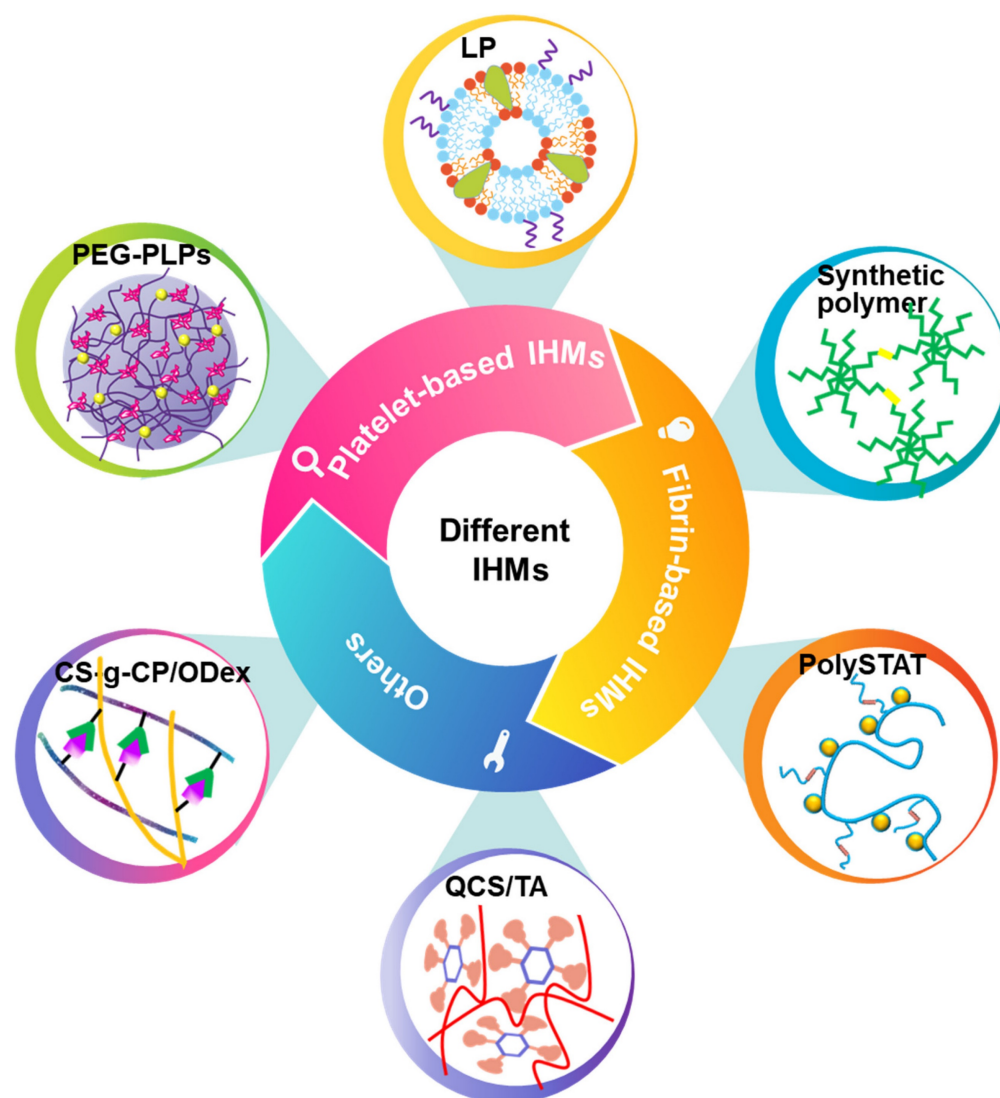 LP
PEG-PLPs
Synthetic
polymer
Platelet-based IHMs
Fibrin-based IHMs
Different
IHMs
Others
CS-g-CP/ODex
PolySTAT
QCS/TA